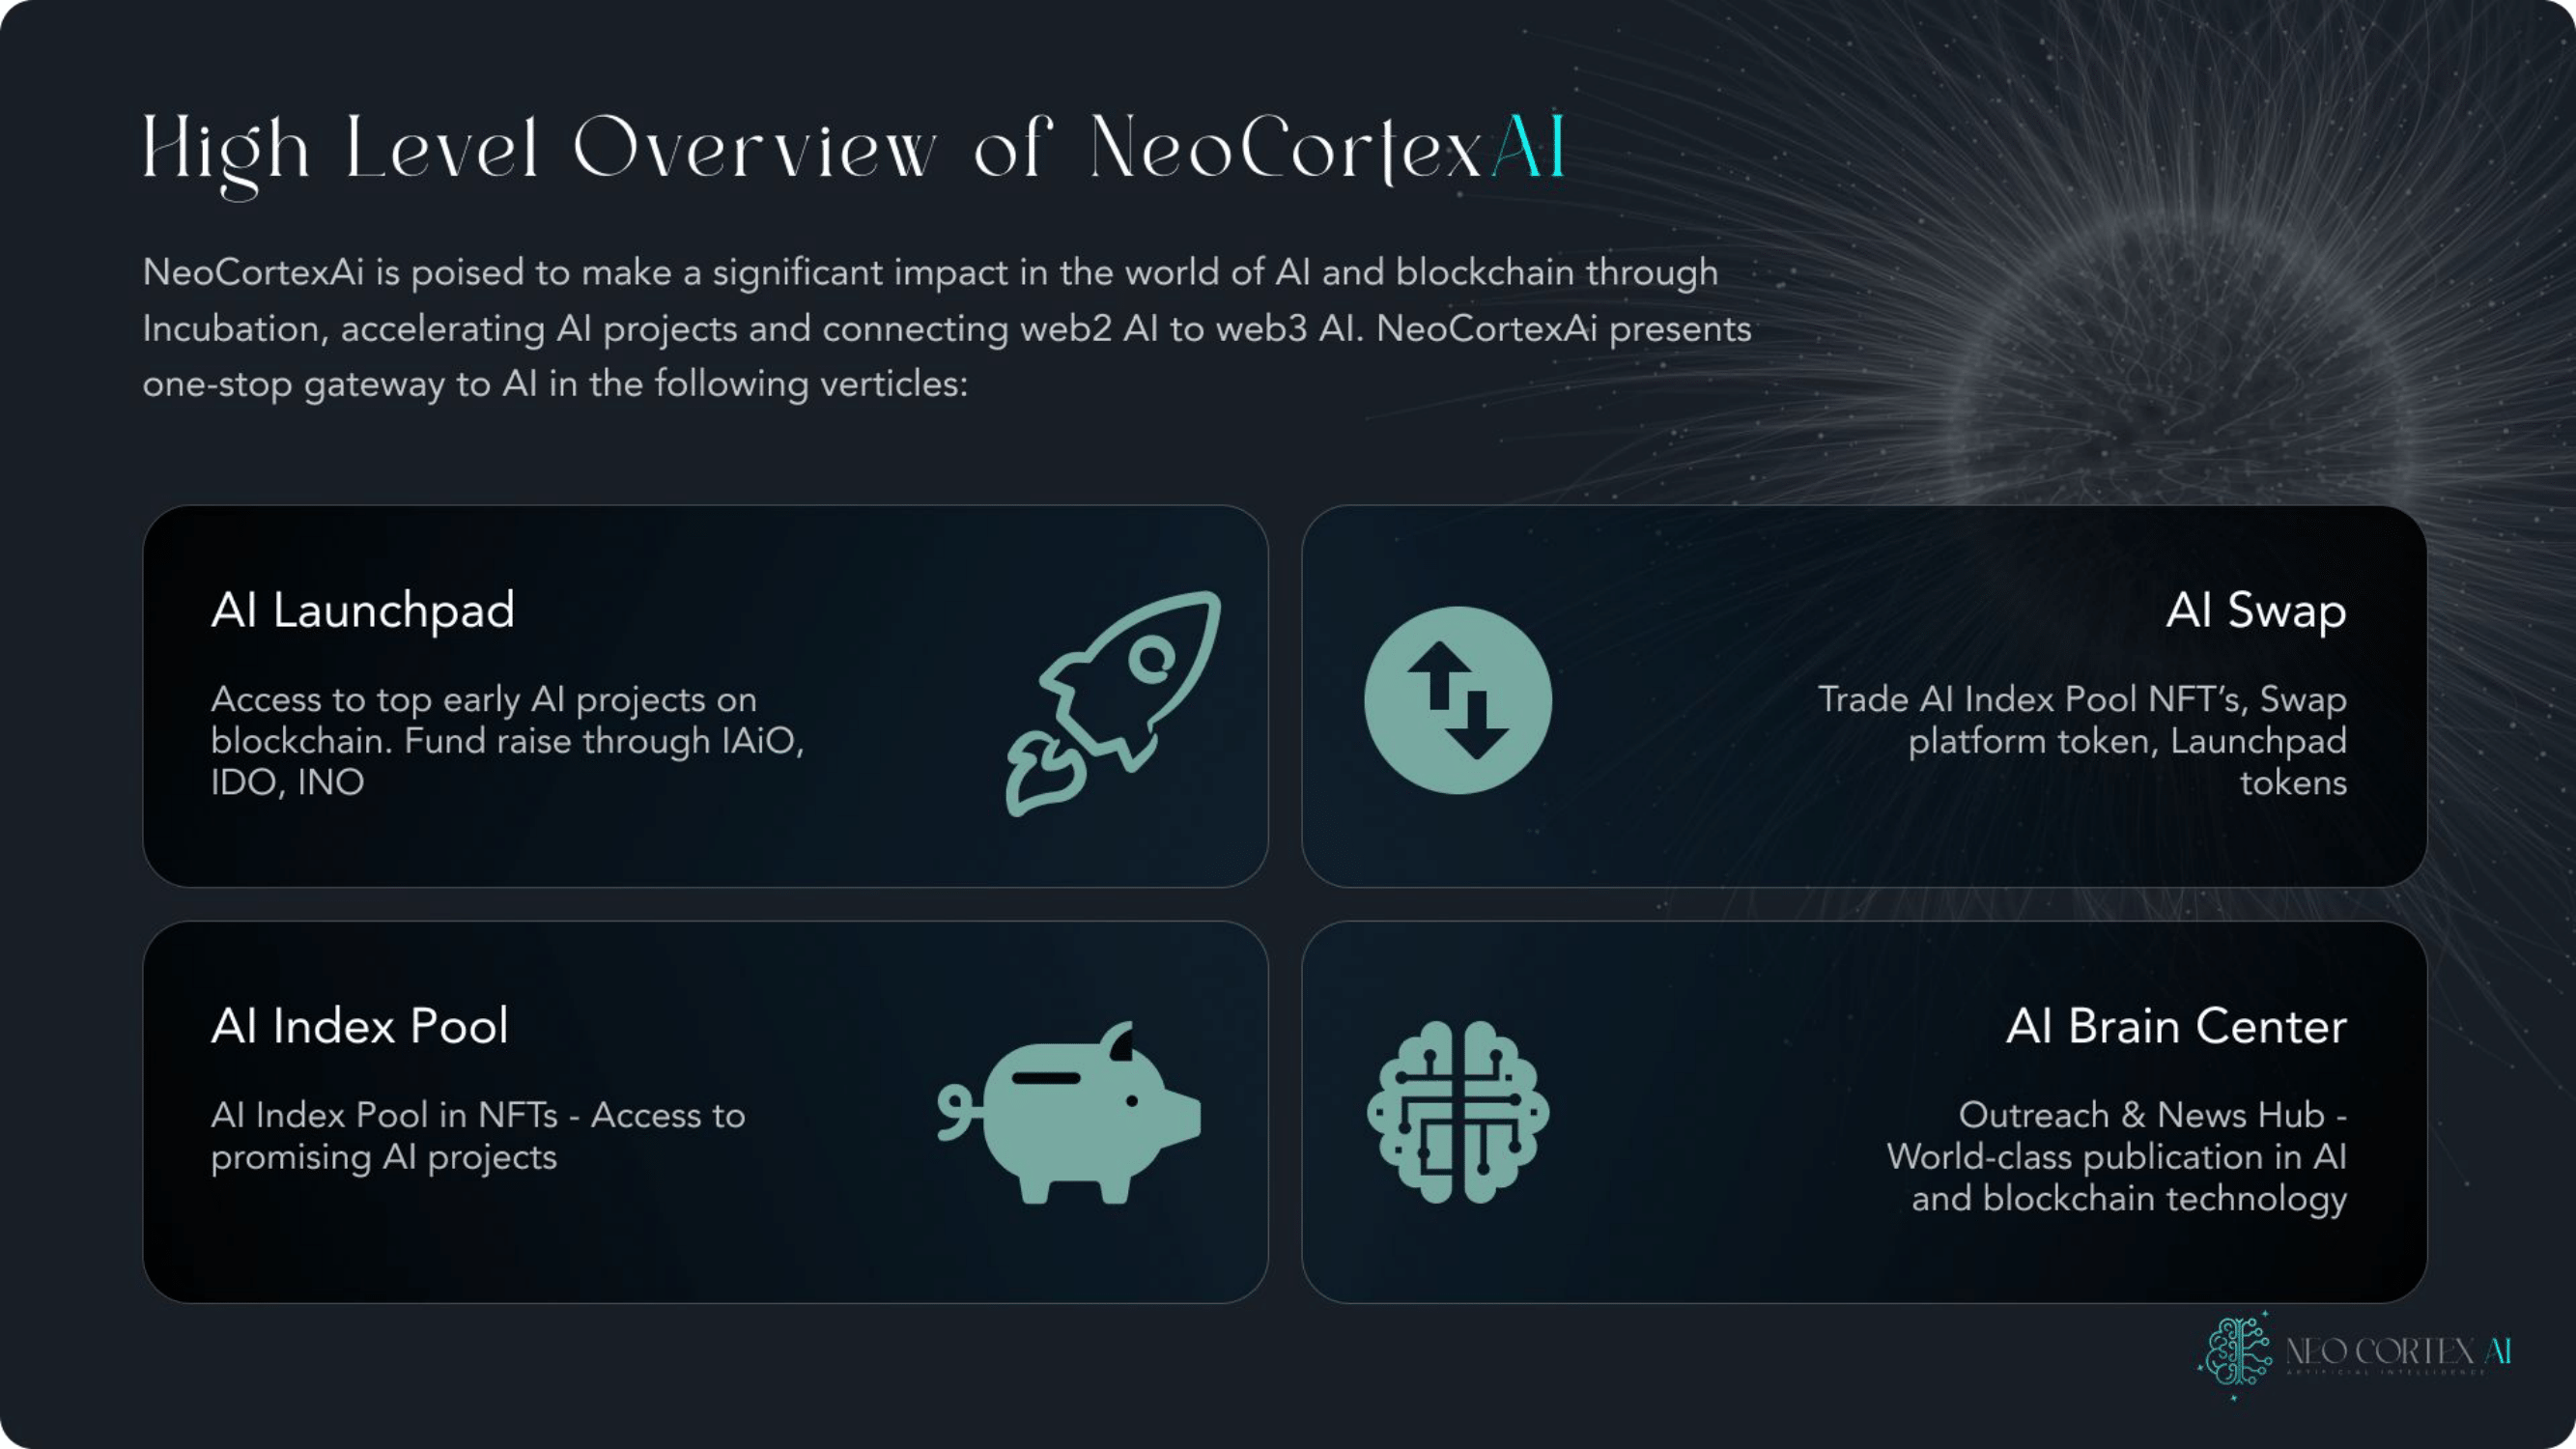 High Level Overview of NeoCortexAI
NeoCortexAi is poised to make a significant impact in the world of AI and blockchain through
Incubation, accelerating AI projects and connecting web2 AI to web3 AI. NeoCortexAi presents
one-stop gateway to AI in the following verticles:
AI Launchpad
Access to top early AI projects on
blockchain. Fund raise through IAiO,
IDO, INO
AI Swap
Trade AI Index Pool NFT’s, Swap
platform token, Launchpad
tokens
AI Index Pool
AI Index Pool in NFTs - Access to
promising AI projects
AI Brain Center
Outreach & News Hub -
World-class publication in AI
and blockchain technology
NEO CORTEX AI
ARTIFICIAL INTELLIGENCE